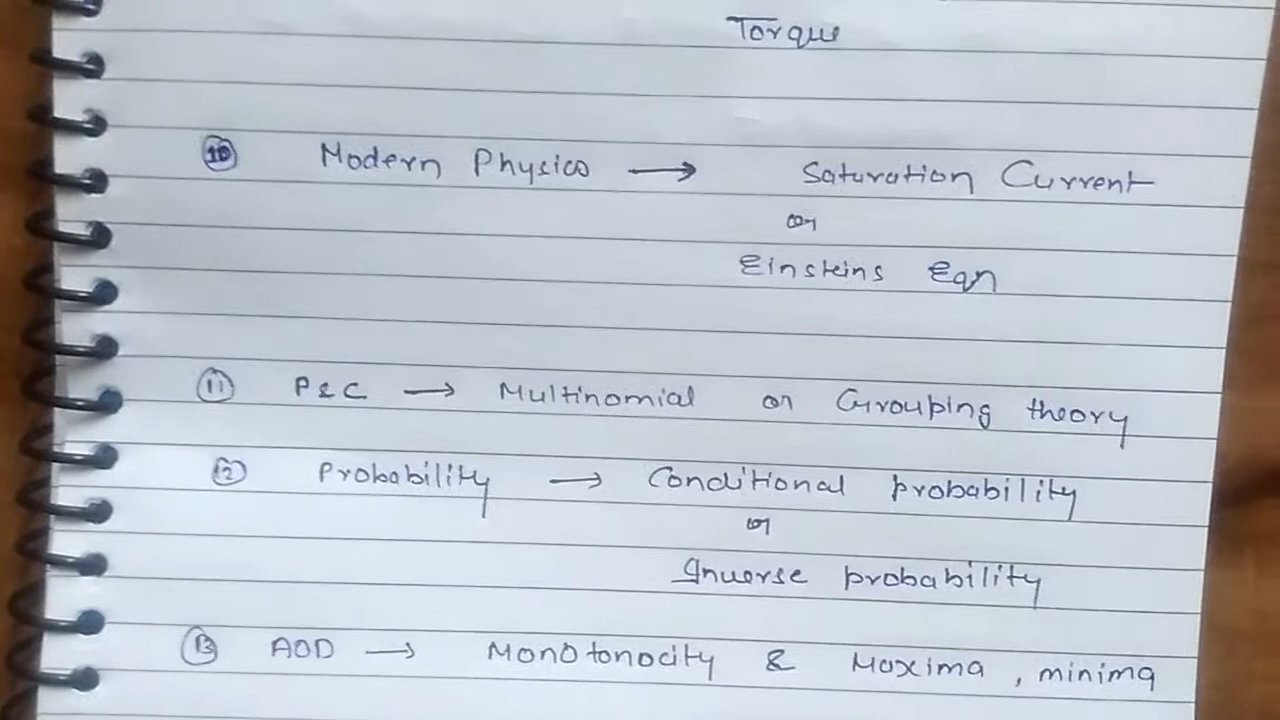 Torque
10 Modern Physics → Saturation Current
or
Einsteins Eqn
11 P&C → Multinomial or Grouping theory
12 Probability → Conditional probability
or
Inverse probability
13 AOD → Monotonocity & Maxima, minima